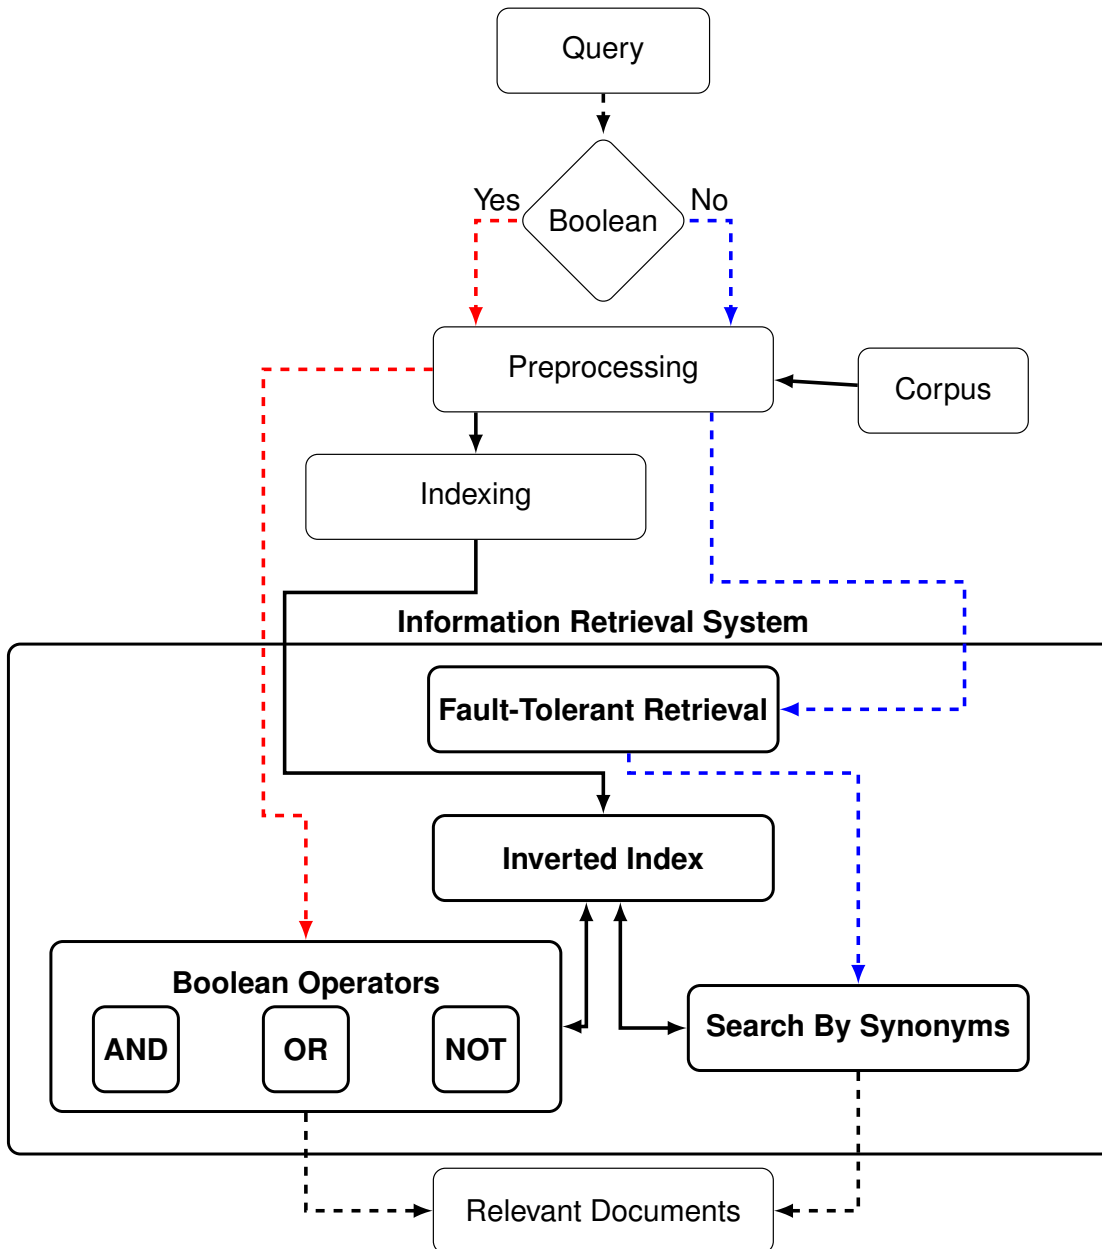 Query
Yes
No
Boolean
Preprocessing
Corpus
Indexing
Information Retrieval System
Fault-Tolerant Retrieval
Inverted Index
Boolean Operators
AND
OR
NOT
Search By Synonyms
Relevant Documents